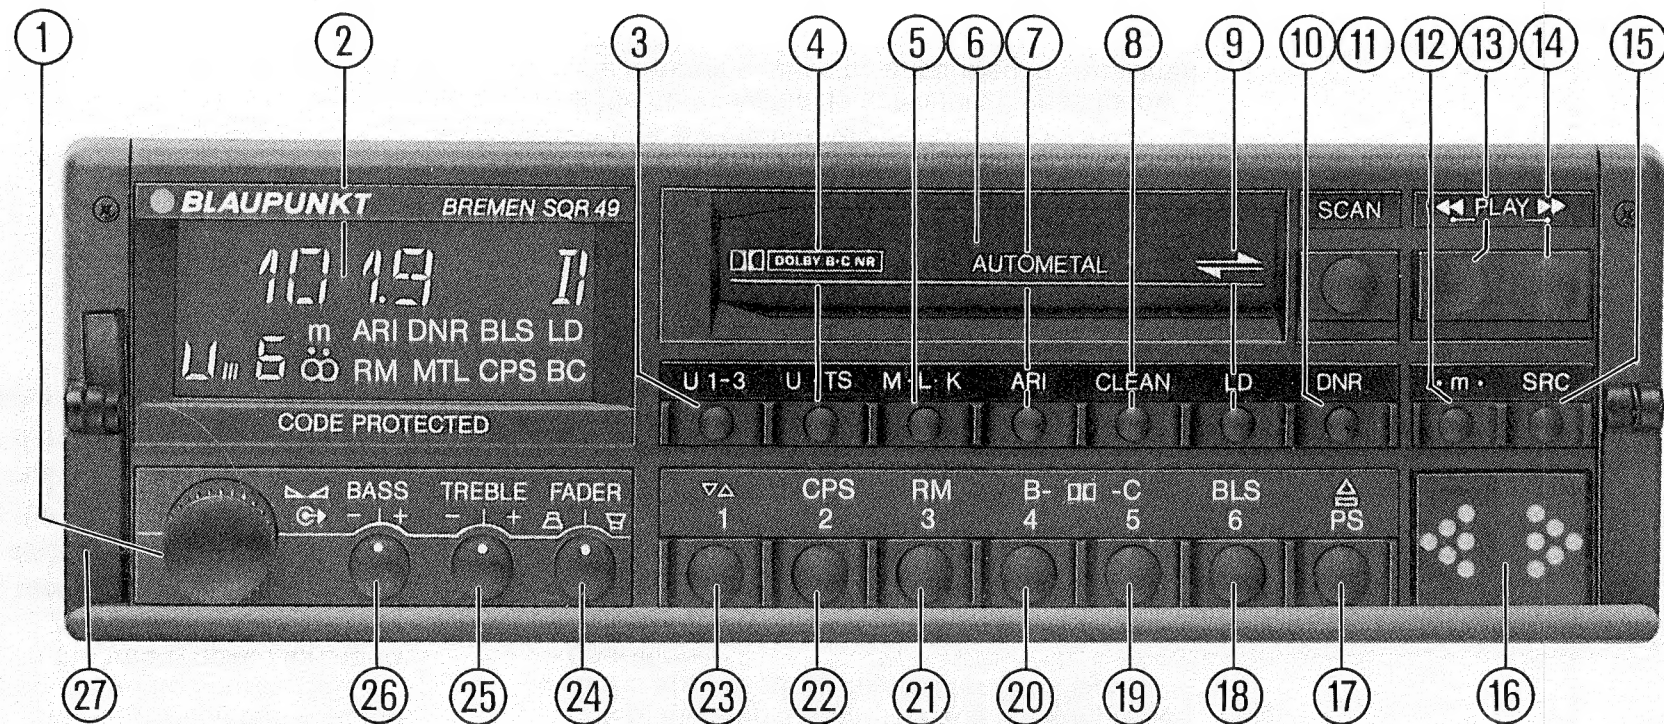 1 2 3 4 5 6 7 8 9 10 11 12 13 14 15
BLAUPUNKT BREMEN SQR 49
101.9 D
m ARI DNR BLS LD
U III 6 RM MTL CPS BC
CODE PROTECTED
DOLBY B·C NR AUTOMETAL
SCAN
PLAY
U 1-3 U · TS M · L · K ARI CLEAN LD DNR · m · SRC
BASS TREBLE FADER
- + - +
CPS RM B- -C BLS
1 2 3 4 5 6 PS
27 26 25 24 23 22 21 20 19 18 17 16